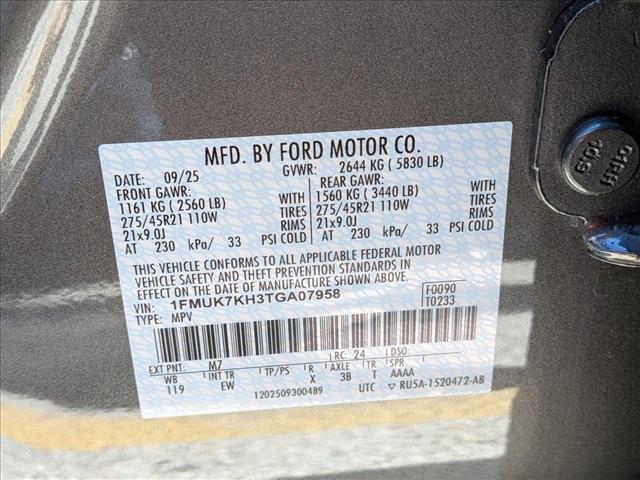 MFD. BY FORD MOTOR CO.
DATE: 09/25 GVWR: 2644 KG ( 5830 LB)
FRONT GAWR: REAR GAWR:
1161 KG ( 2560 LB) WITH 1560 KG ( 3440 LB) WITH
275/45R21 110W TIRES 275/45R21 110W TIRES
21x9.0J RIMS 21x9.0J RIMS
AT 230 kPa/ 33 PSI COLD AT 230 kPa/ 33 PSI COLD
THIS VEHICLE CONFORMS TO ALL APPLICABLE FEDERAL MOTOR
VEHICLE SAFETY AND THEFT PREVENTION STANDARDS IN
EFFECT ON THE DATE OF MANUFACTURE SHOWN ABOVE.
VIN: 1FMUK7KH3TGA07958 F0090
TYPE: MPV T0233
EXT PNT: M7 RC: 24 DSO:
WB INT TR TP/PS R AXLE TR SPR
119 EW X 3B T AAAA
1202509300489 UTC ▽ RU5A-1520472-AB